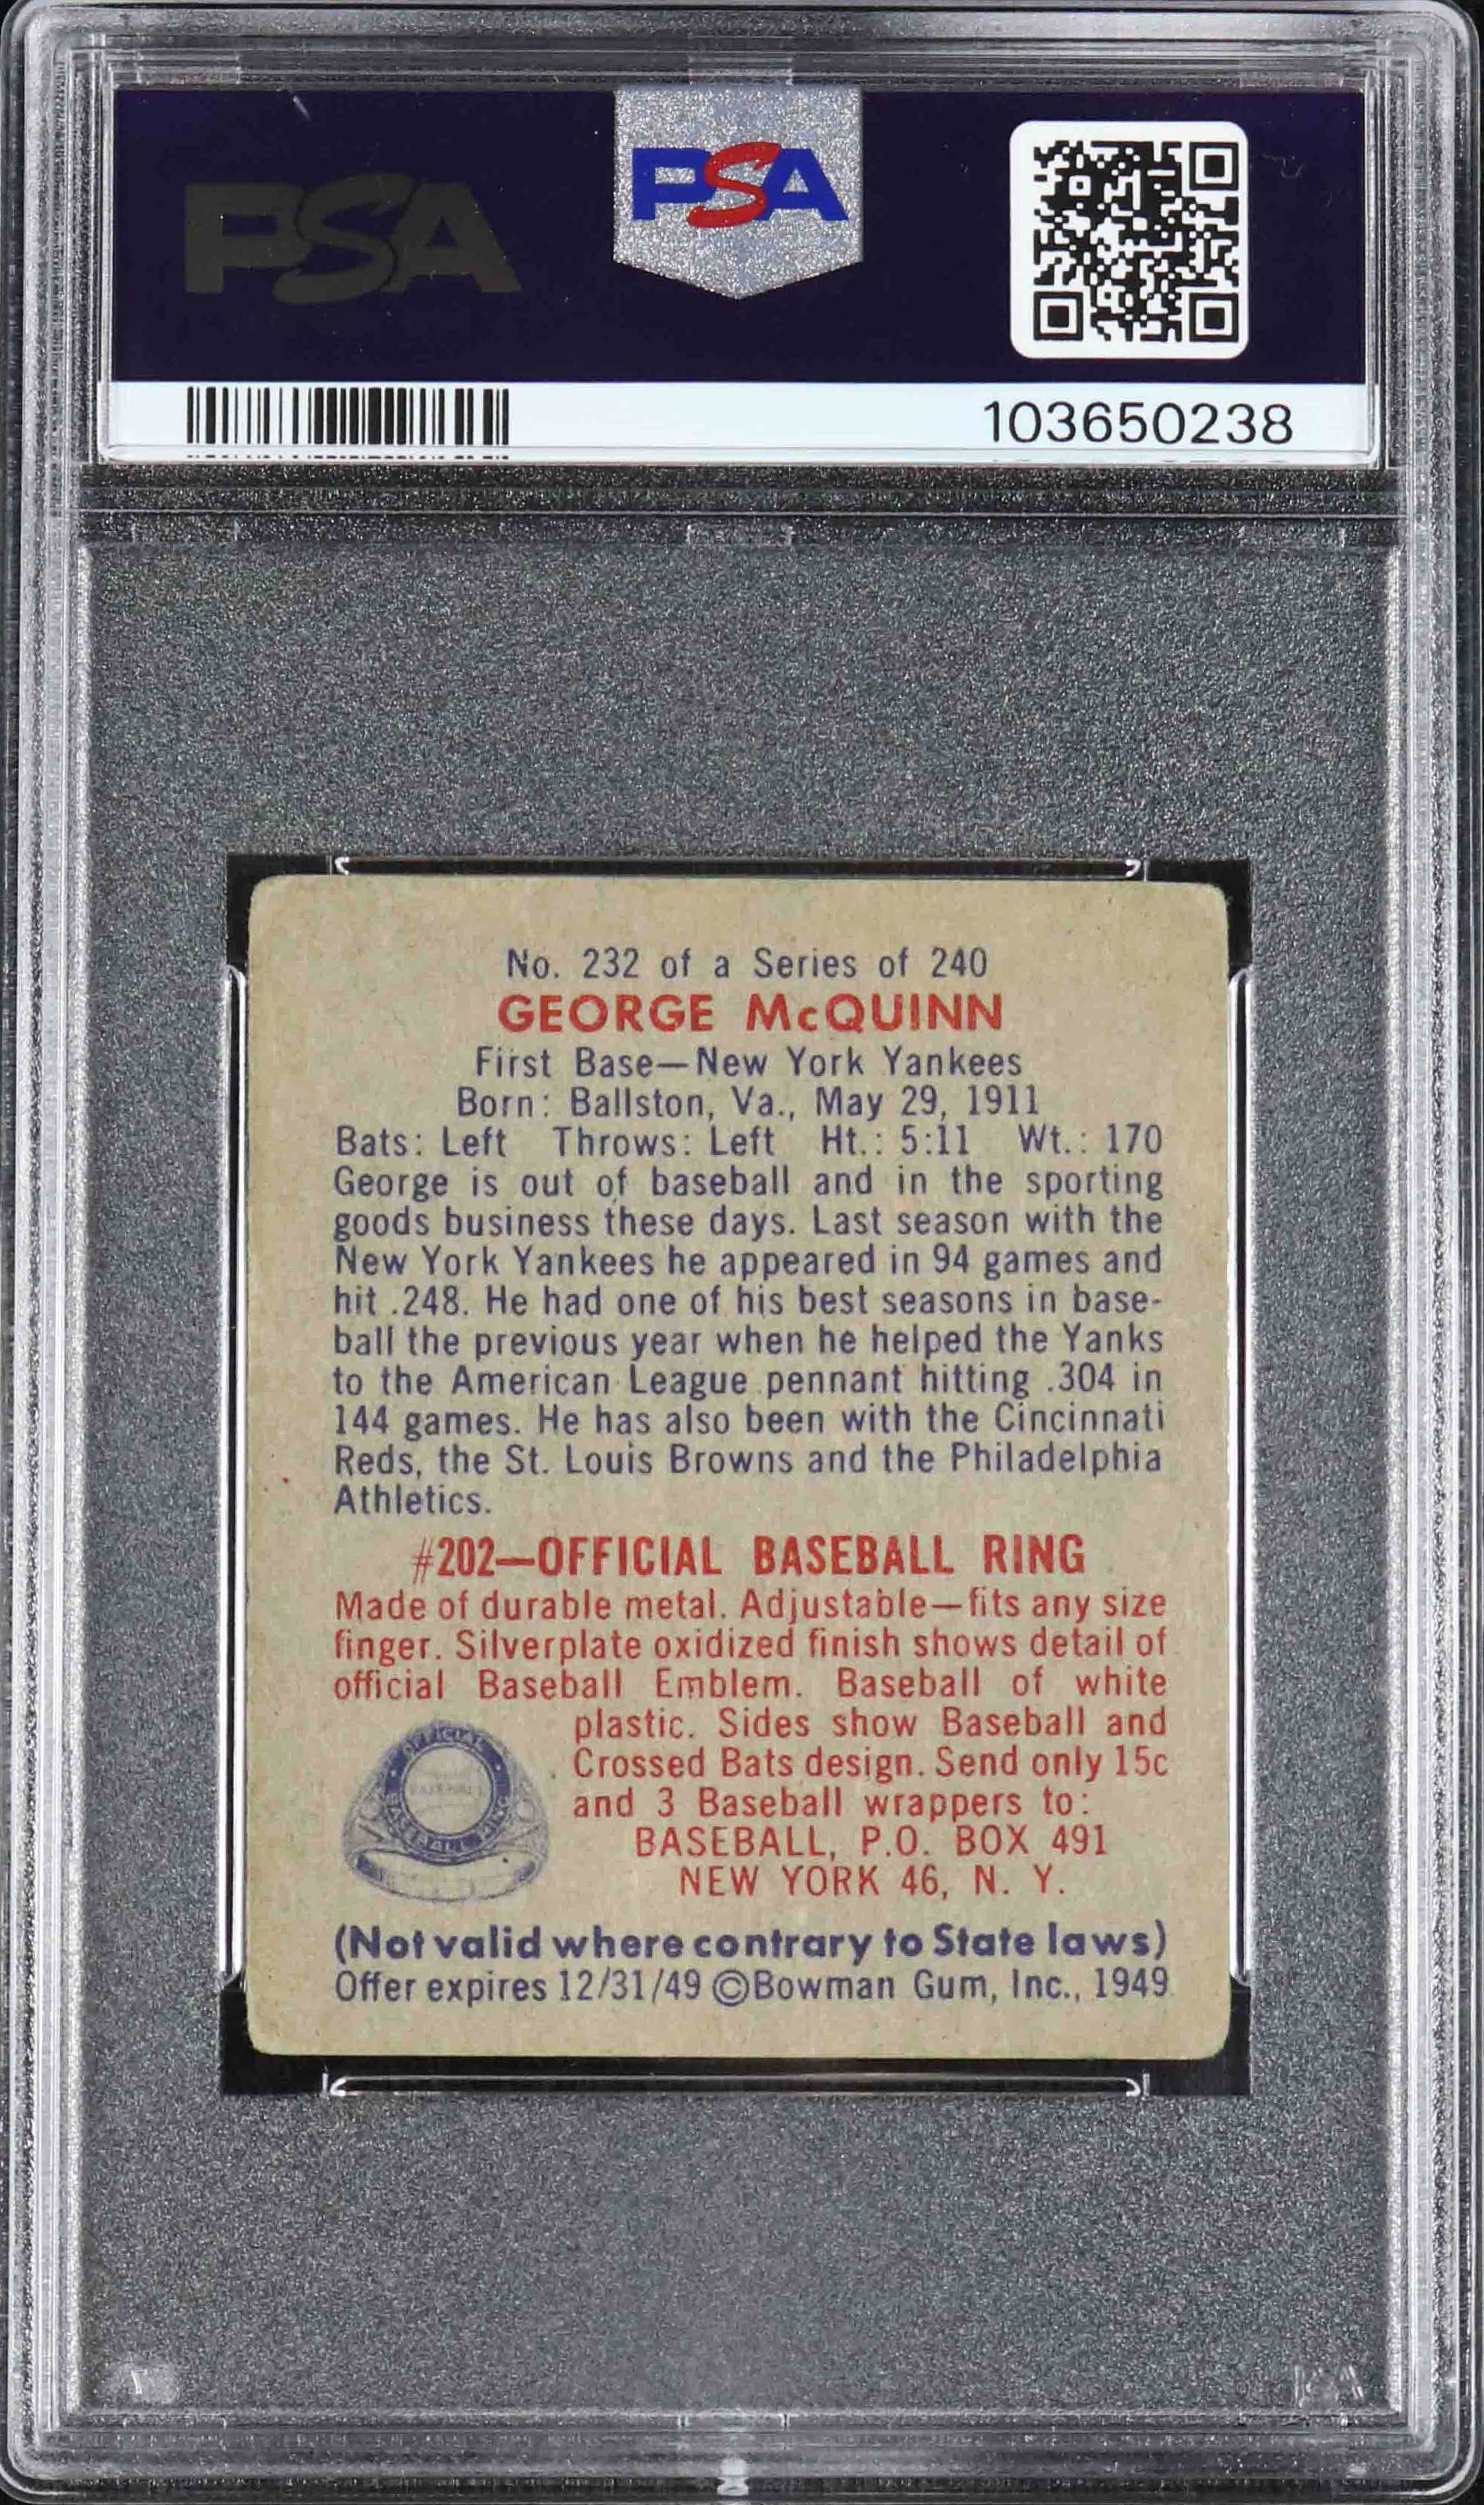 PSA
PSA
103650238
No. 232 of a Series of 240
GEORGE McQUINN
First Base—New York Yankees
Born: Ballston, Va., May 29, 1911
Bats: Left Throws: Left Ht.: 5:11 Wt.: 170
George is out of baseball and in the sporting
goods business these days. Last season with the
New York Yankees he appeared in 94 games and
hit .248. He had one of his best seasons in base-
ball the previous year when he helped the Yanks
to the American League pennant hitting .304 in
144 games. He has also been with the Cincinnati
Reds, the St. Louis Browns and the Philadelphia
Athletics.
#202—OFFICIAL BASEBALL RING
Made of durable metal. Adjustable—fits any size
finger. Silverplate oxidized finish shows detail of
official Baseball Emblem. Baseball of white
plastic. Sides show Baseball and
Crossed Bats design. Send only 15c
and 3 Baseball wrappers to:
BASEBALL, P.O. BOX 491
NEW YORK 46, N. Y.
OFFICIAL
BASEBALL RING
(Not valid where contrary to State laws)
Offer expires 12/31/49 ©Bowman Gum, Inc., 1949